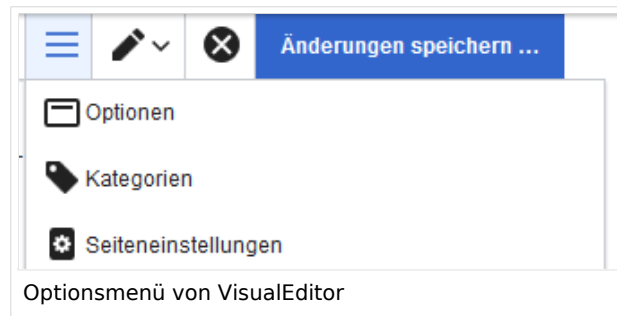 Änderungen speichern ...
Optionen
Kategorien
Seiteneinstellungen
Optionsmenü von VisualEditor